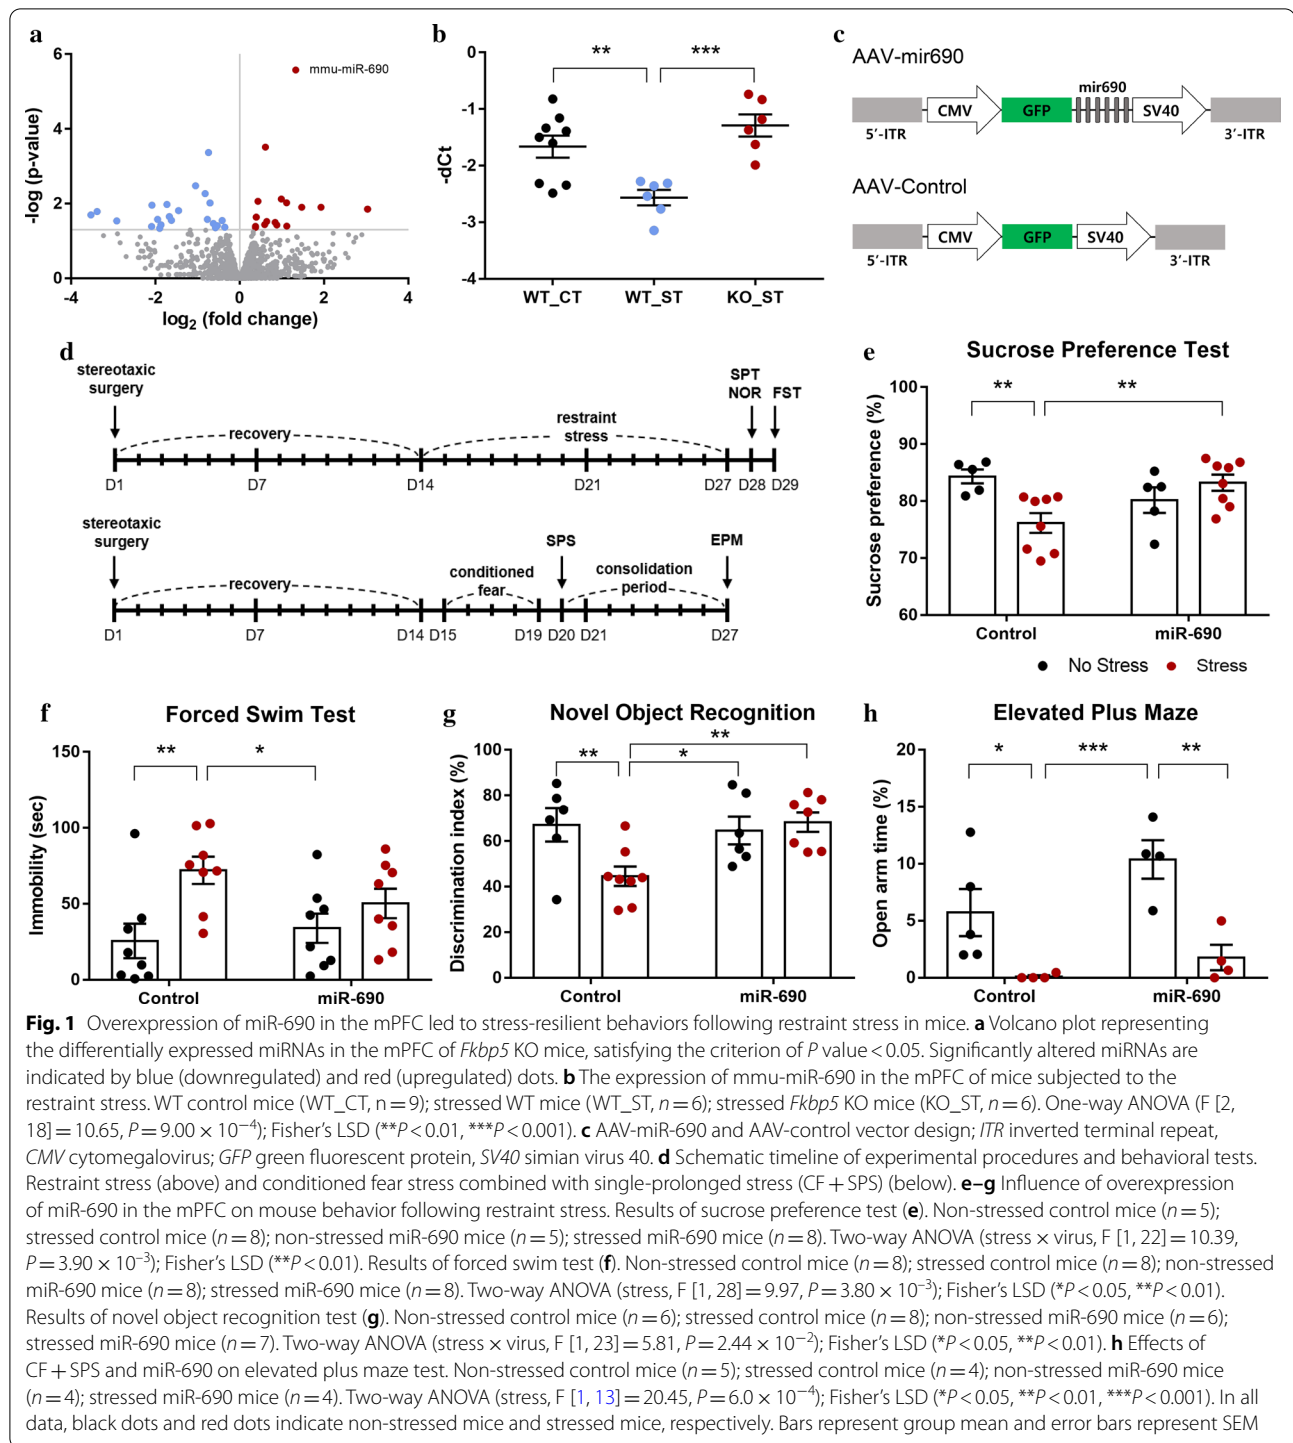 a
6
4
2
0
-4
-2
0
2
4
-log (p-value)
log2 (fold change)
mmu-miR-690
b
0
-1
-2
-3
-4
-dCt
**
***
WT_CT
WT_ST
KO_ST
c
AAV-mir690
mir690
CMV
GFP
SV40
5′-ITR
3′-ITR
AAV-Control
CMV
GFP
SV40
5′-ITR
3′-ITR
d
stereotaxic
surgery
recovery
restraint
stress
SPT
NOR
FST
D1
D7
D14
D21
D27
D28
D29
stereotaxic
surgery
recovery
conditioned
fear
SPS
consolidation
period
EPM
D1
D7
D14
D15
D19
D20
D21
D27
e
Sucrose Preference Test
Sucrose preference (%)
100
90
80
70
60
**
**
Control
miR-690
No Stress
Stress
f
Forced Swim Test
Immobility (sec)
150
100
50
0
**
*
Control
miR-690
g
Novel Object Recognition
Discrimination index (%)
100
80
60
40
20
0
**
*
**
Control
miR-690
h
Elevated Plus Maze
Open arm time (%)
20
15
10
5
0
*
***
**
Control
miR-690
Fig. 1 Overexpression of miR-690 in the mPFC led to stress-resilient behaviors following restraint stress in mice. a Volcano plot representing
the differentially expressed miRNAs in the mPFC of Fkbp5 KO mice, satisfying the criterion of P value < 0.05. Significantly altered miRNAs are
indicated by blue (downregulated) and red (upregulated) dots. b The expression of mmu-miR-690 in the mPFC of mice subjected to the
restraint stress. WT control mice (WT_CT, n = 9); stressed WT mice (WT_ST, n = 6); stressed Fkbp5 KO mice (KO_ST, n = 6). One-way ANOVA (F [2,
18] = 10.65, P = 9.00 × 10−4); Fisher's LSD (**P < 0.01, ***P < 0.001). c AAV-miR-690 and AAV-control vector design; ITR inverted terminal repeat,
CMV cytomegalovirus; GFP green fluorescent protein, SV40 simian virus 40. d Schematic timeline of experimental procedures and behavioral tests.
Restraint stress (above) and conditioned fear stress combined with single-prolonged stress (CF + SPS) (below). e–g Influence of overexpression
of miR-690 in the mPFC on mouse behavior following restraint stress. Results of sucrose preference test (e). Non-stressed control mice (n = 5);
stressed control mice (n = 8); non-stressed miR-690 mice (n = 5); stressed miR-690 mice (n = 8). Two-way ANOVA (stress × virus, F [1, 22] = 10.39,
P = 3.90 × 10−3); Fisher's LSD (**P < 0.01). Results of forced swim test (f). Non-stressed control mice (n = 8); stressed control mice (n = 8); non-stressed
miR-690 mice (n = 8); stressed miR-690 mice (n = 8). Two-way ANOVA (stress, F [1, 28] = 9.97, P = 3.80 × 10−3); Fisher's LSD (*P < 0.05, **P < 0.01).
Results of novel object recognition test (g). Non-stressed control mice (n = 6); stressed control mice (n = 8); non-stressed miR-690 mice (n = 6);
stressed miR-690 mice (n = 7). Two-way ANOVA (stress × virus, F [1, 23] = 5.81, P = 2.44 × 10−2); Fisher's LSD (*P < 0.05, **P < 0.01). h Effects of
CF + SPS and miR-690 on elevated plus maze test. Non-stressed control mice (n = 5); stressed control mice (n = 4); non-stressed miR-690 mice
(n = 4); stressed miR-690 mice (n = 4). Two-way ANOVA (stress, F [1, 13] = 20.45, P = 6.0 × 10−4); Fisher's LSD (*P < 0.05, **P < 0.01, ***P < 0.001). In all
data, black dots and red dots indicate non-stressed mice and stressed mice, respectively. Bars represent group mean and error bars represent SEM